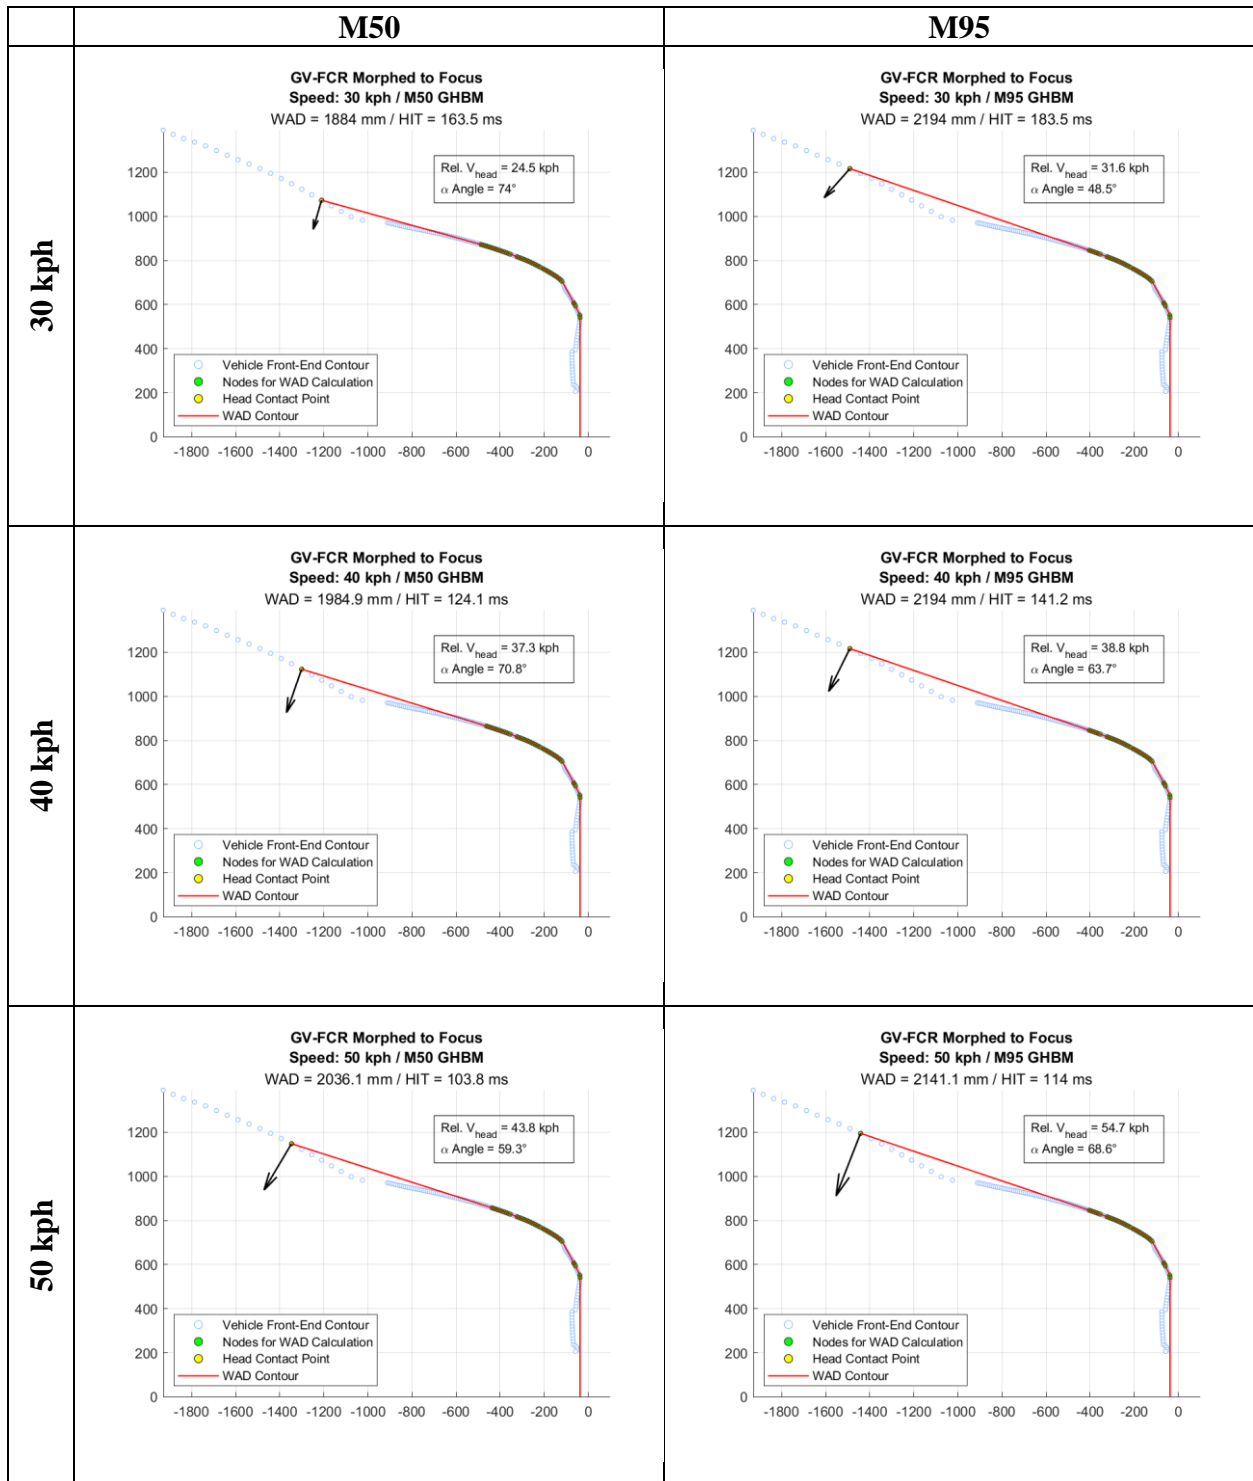 M50
M95
30 kph
GV-FCR Morphed to Focus
Speed: 30 kph / M50 GHBM
WAD = 1884 mm / HIT = 163.5 ms
Rel. V_head = 24.5 kph
α Angle = 74°
1200
1000
800
600
400
200
0
Vehicle Front-End Contour
Nodes for WAD Calculation
Head Contact Point
WAD Contour
-1800 -1600 -1400 -1200 -1000 -800 -600 -400 -200 0
GV-FCR Morphed to Focus
Speed: 30 kph / M95 GHBM
WAD = 2194 mm / HIT = 183.5 ms
Rel. V_head = 31.6 kph
α Angle = 48.5°
1200
1000
800
600
400
200
0
Vehicle Front-End Contour
Nodes for WAD Calculation
Head Contact Point
WAD Contour
-1800 -1600 -1400 -1200 -1000 -800 -600 -400 -200 0
40 kph
GV-FCR Morphed to Focus
Speed: 40 kph / M50 GHBM
WAD = 1984.9 mm / HIT = 124.1 ms
Rel. V_head = 37.3 kph
α Angle = 70.8°
1200
1000
800
600
400
200
0
Vehicle Front-End Contour
Nodes for WAD Calculation
Head Contact Point
WAD Contour
-1800 -1600 -1400 -1200 -1000 -800 -600 -400 -200 0
GV-FCR Morphed to Focus
Speed: 40 kph / M95 GHBM
WAD = 2194 mm / HIT = 141.2 ms
Rel. V_head = 38.8 kph
α Angle = 63.7°
1200
1000
800
600
400
200
0
Vehicle Front-End Contour
Nodes for WAD Calculation
Head Contact Point
WAD Contour
-1800 -1600 -1400 -1200 -1000 -800 -600 -400 -200 0
50 kph
GV-FCR Morphed to Focus
Speed: 50 kph / M50 GHBM
WAD = 2036.1 mm / HIT = 103.8 ms
Rel. V_head = 43.8 kph
α Angle = 59.3°
1200
1000
800
600
400
200
0
Vehicle Front-End Contour
Nodes for WAD Calculation
Head Contact Point
WAD Contour
-1800 -1600 -1400 -1200 -1000 -800 -600 -400 -200 0
GV-FCR Morphed to Focus
Speed: 50 kph / M95 GHBM
WAD = 2141.1 mm / HIT = 114 ms
Rel. V_head = 54.7 kph
α Angle = 68.6°
1200
1000
800
600
400
200
0
Vehicle Front-End Contour
Nodes for WAD Calculation
Head Contact Point
WAD Contour
-1800 -1600 -1400 -1200 -1000 -800 -600 -400 -200 0